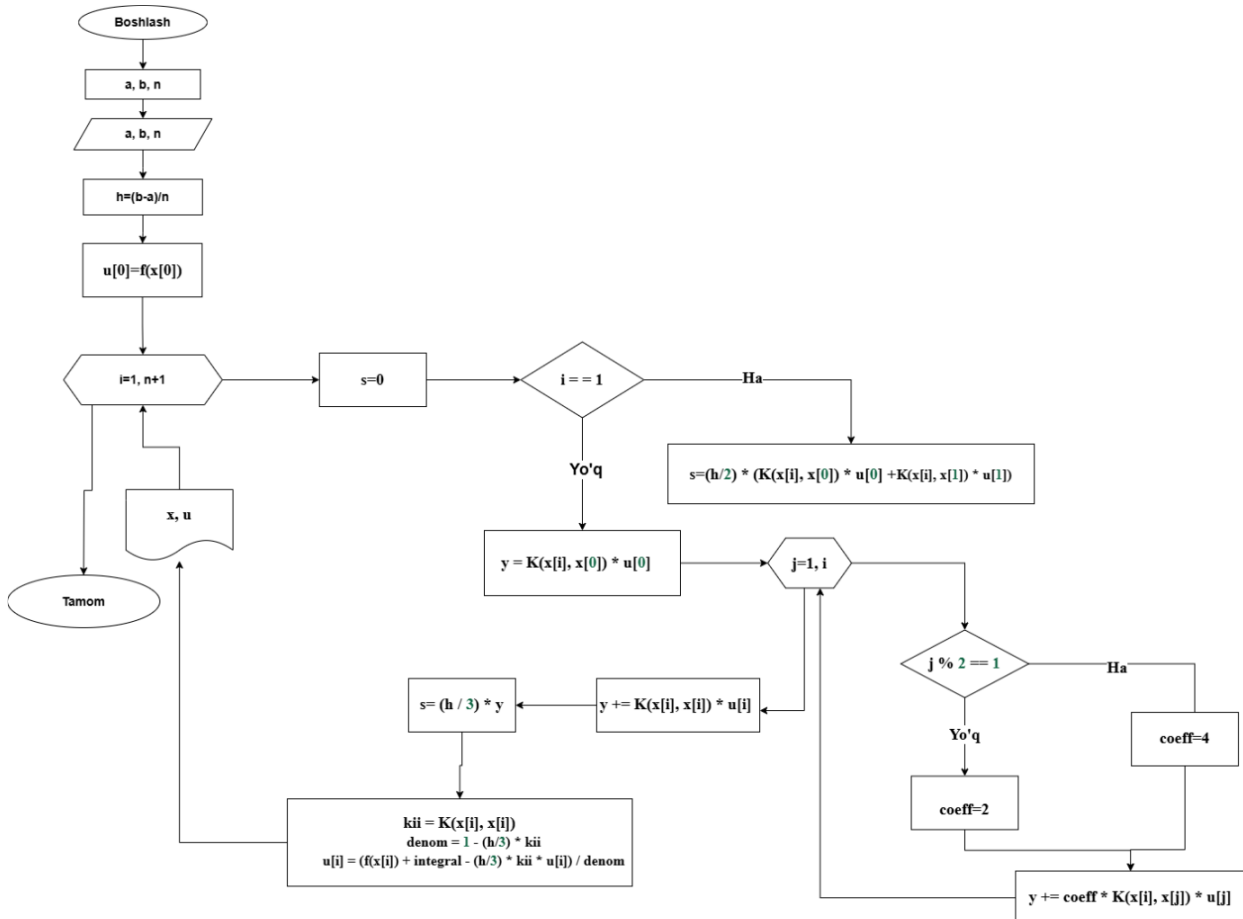 Boshlash
a, b, n
a, b, n
h=(b-a)/n
u[0]=f(x[0])
i=1, n+1
s=0
i = = 1
Ha
s=(h/2) * (K(x[i], x[0]) * u[0] +K(x[i], x[1]) * u[1])
Yo'q
y = K(x[i], x[0]) * u[0]
j=1, i
j % 2 == 1
Ha
coeff=4
Yo'q
coeff=2
y += coeff * K(x[i], x[j]) * u[j]
y += K(x[i], x[i]) * u[i]
s= (h / 3) * y
kii = K(x[i], x[i])
denom = 1 - (h/3) * kii
u[i] = (f(x[i]) + integral - (h/3) * kii * u[i]) / denom
x, u
Tamom